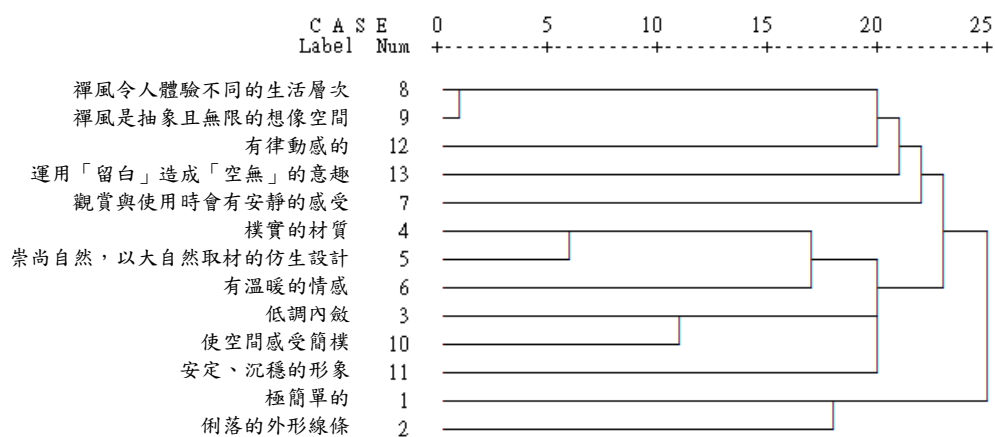 C A S E 0 5 10 15 20 25
Label Num +---------+---------+---------+---------+---------+
禪風令人體驗不同的生活層次 8
禪風是抽象且無限的想像空間 9
有律動感的 12
運用「留白」造成「空無」的意趣 13
觀賞與使用時會有安靜的感受 7
樸實的材質 4
崇尚自然，以大自然取材的仿生設計 5
有溫暖的情感 6
低調內斂 3
使空間感受簡樸 10
安定、沉穩的形象 11
極簡單的 1
俐落的外形線條 2